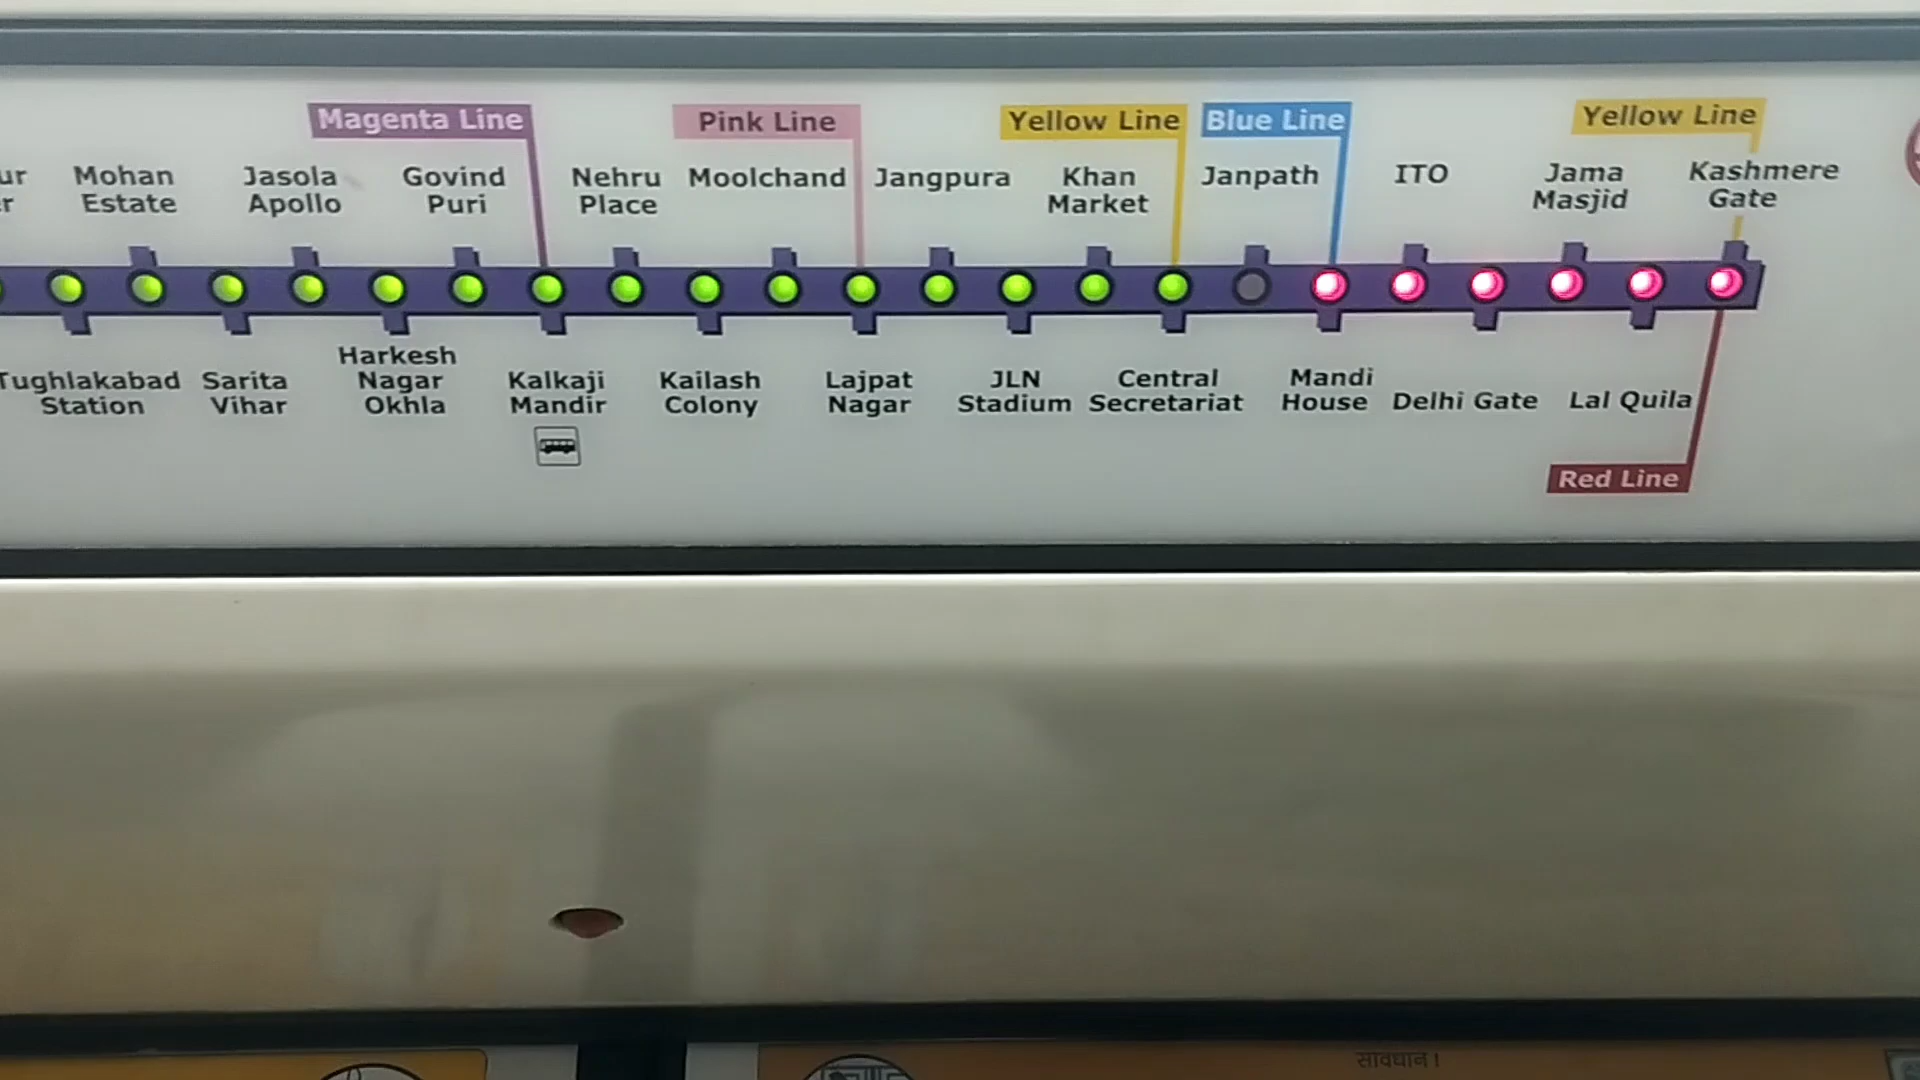 Magenta Line
Pink Line
Yellow Line
Blue Line
Yellow Line
Mohan
Estate
Jasola
Apollo
Govind
Puri
Nehru
Place
Moolchand
Jangpura
Khan
Market
Janpath
ITO
Jama
Masjid
Kashmere
Gate
Tughlakabad
Station
Sarita
Vihar
Harkesh
Nagar
Okhla
Kalkaji
Mandir
Kailash
Colony
Lajpat
Nagar
JLN
Stadium
Central
Secretariat
Mandi
House
Delhi Gate
Lal Quila
Red Line
सावधान !